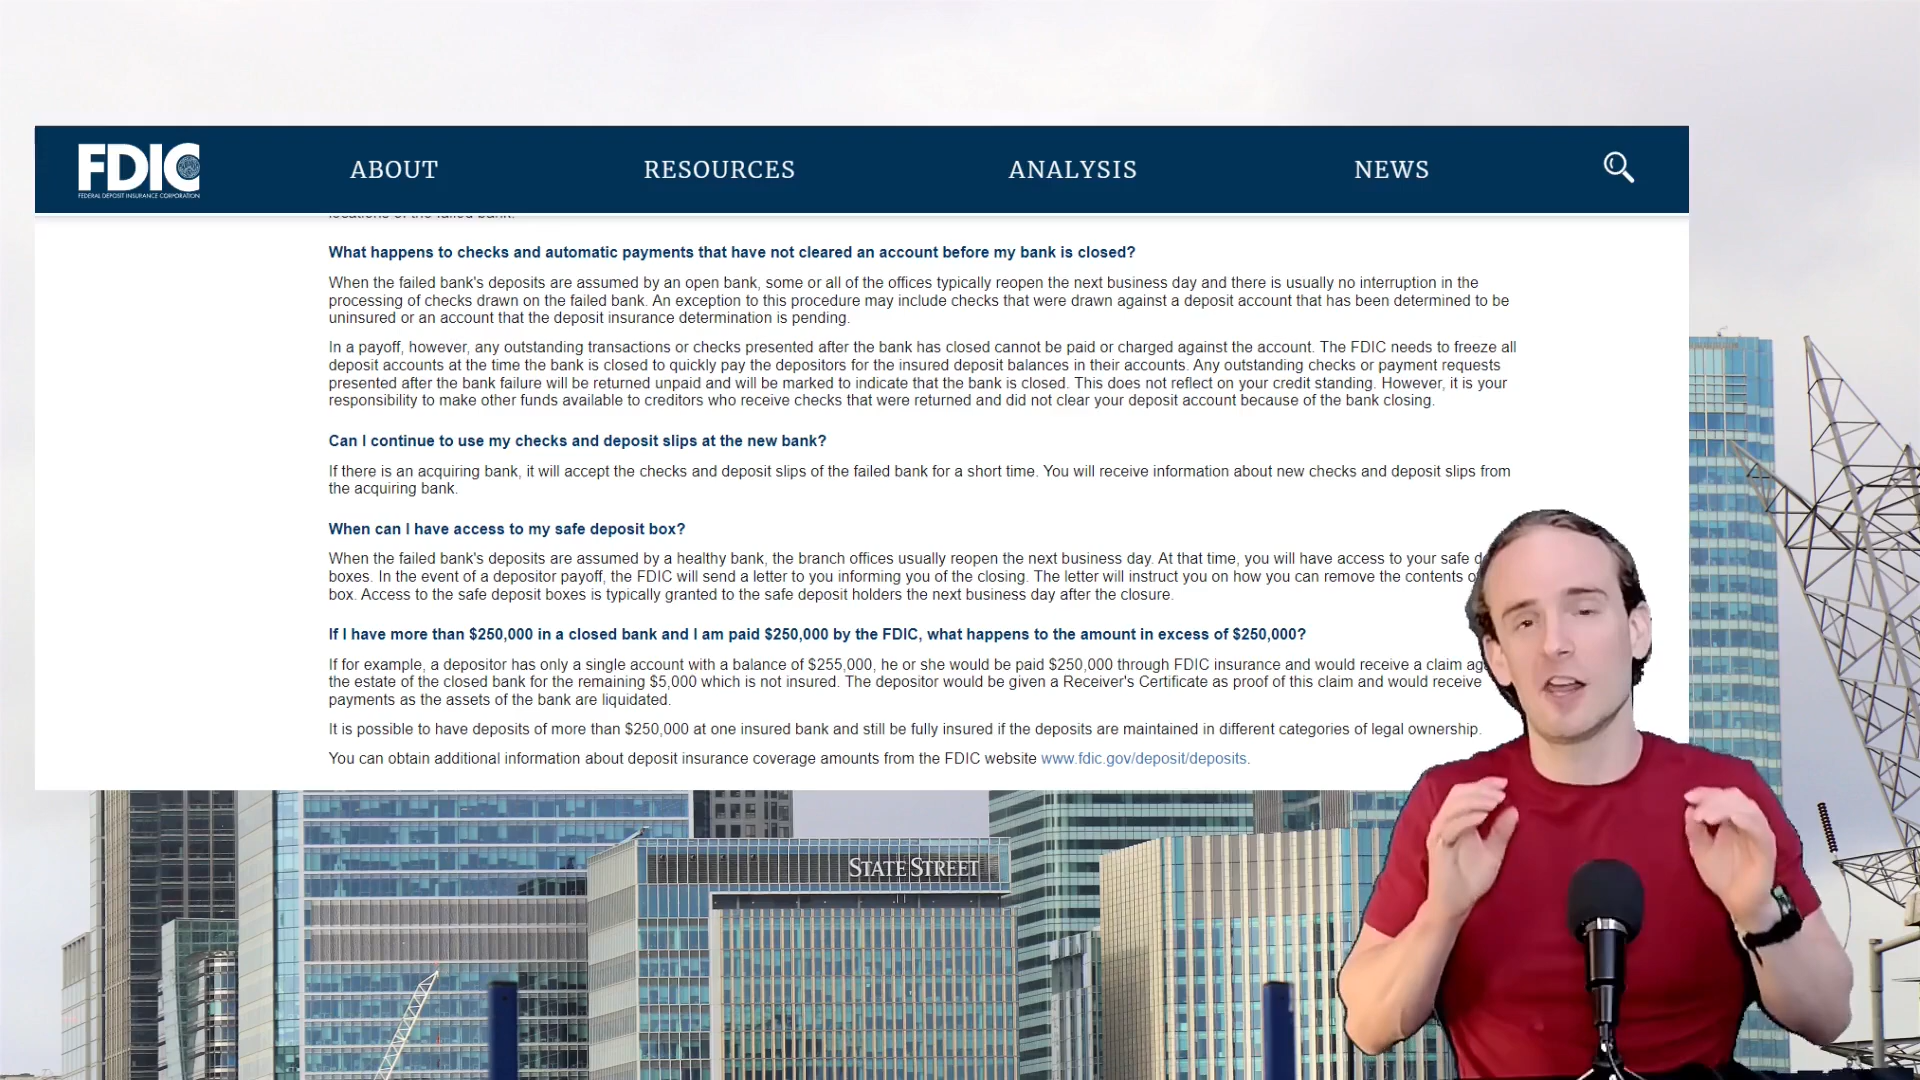 FDIC
FEDERAL DEPOSIT INSURANCE CORPORATION
ABOUT
RESOURCES
ANALYSIS
NEWS
locations of the failed bank.
What happens to checks and automatic payments that have not cleared an account before my bank is closed?
When the failed bank's deposits are assumed by an open bank, some or all of the offices typically reopen the next business day and there is usually no interruption in the
processing of checks drawn on the failed bank. An exception to this procedure may include checks that were drawn against a deposit account that has been determined to be
uninsured or an account that the deposit insurance determination is pending.
In a payoff, however, any outstanding transactions or checks presented after the bank has closed cannot be paid or charged against the account. The FDIC needs to freeze all
deposit accounts at the time the bank is closed to quickly pay the depositors for the insured deposit balances in their accounts. Any outstanding checks or payment requests
presented after the bank failure will be returned unpaid and will be marked to indicate that the bank is closed. This does not reflect on your credit standing. However, it is your
responsibility to make other funds available to creditors who receive checks that were returned and did not clear your deposit account because of the bank closing.
Can I continue to use my checks and deposit slips at the new bank?
If there is an acquiring bank, it will accept the checks and deposit slips of the failed bank for a short time. You will receive information about new checks and deposit slips from
the acquiring bank.
When can I have access to my safe deposit box?
When the failed bank's deposits are assumed by a healthy bank, the branch offices usually reopen the next business day. At that time, you will have access to your safe
boxes. In the event of a depositor payoff, the FDIC will send a letter to you informing you of the closing. The letter will instruct you on how you can remove the contents
box. Access to the safe deposit boxes is typically granted to the safe deposit holders the next business day after the closure.
If I have more than $250,000 in a closed bank and I am paid $250,000 by the FDIC, what happens to the amount in excess of $250,000?
If for example, a depositor has only a single account with a balance of $255,000, he or she would be paid $250,000 through FDIC insurance and would receive a claim
the estate of the closed bank for the remaining $5,000 which is not insured. The depositor would be given a Receiver's Certificate as proof of this claim and would receive
payments as the assets of the bank are liquidated.
It is possible to have deposits of more than $250,000 at one insured bank and still be fully insured if the deposits are maintained in different categories of legal ownership.
You can obtain additional information about deposit insurance coverage amounts from the FDIC website www.fdic.gov/deposit/deposits.
STATE STREET